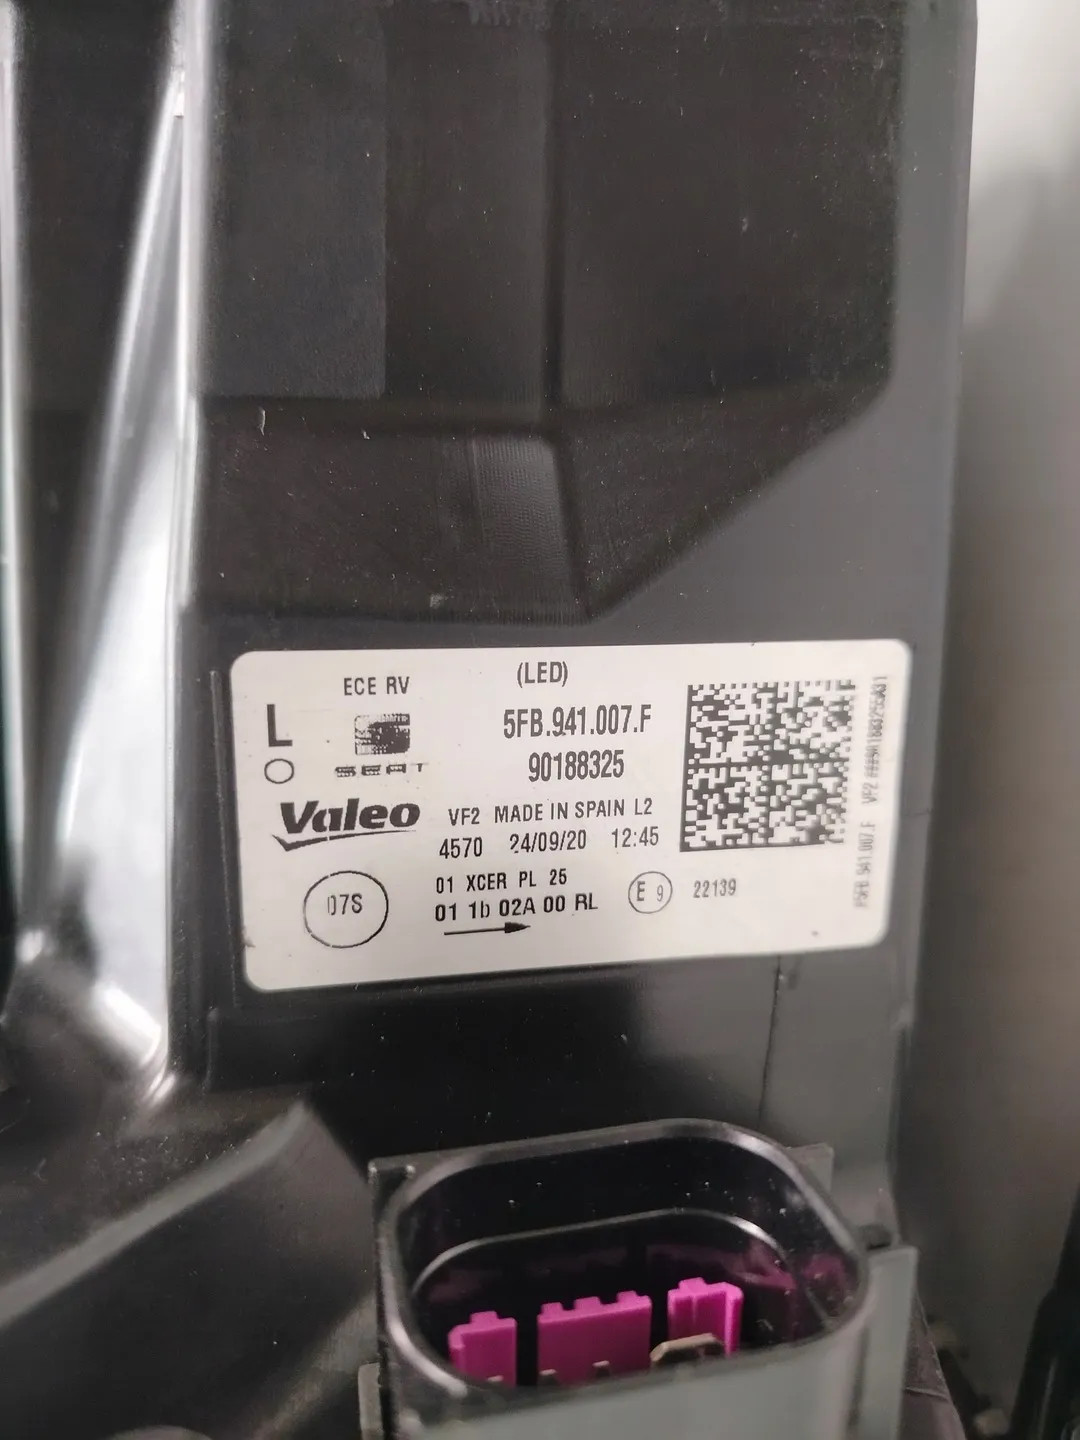 (LED)
ECE RV
L
5FB.941.007.F
SEAT
90188325
Valeo
VF2 MADE IN SPAIN L2
4570 24/09/20 12:45
07S
01 XCER PL 25
01 1b 02A 00 RL
E 9
22139
5FB 941.007.F VF2